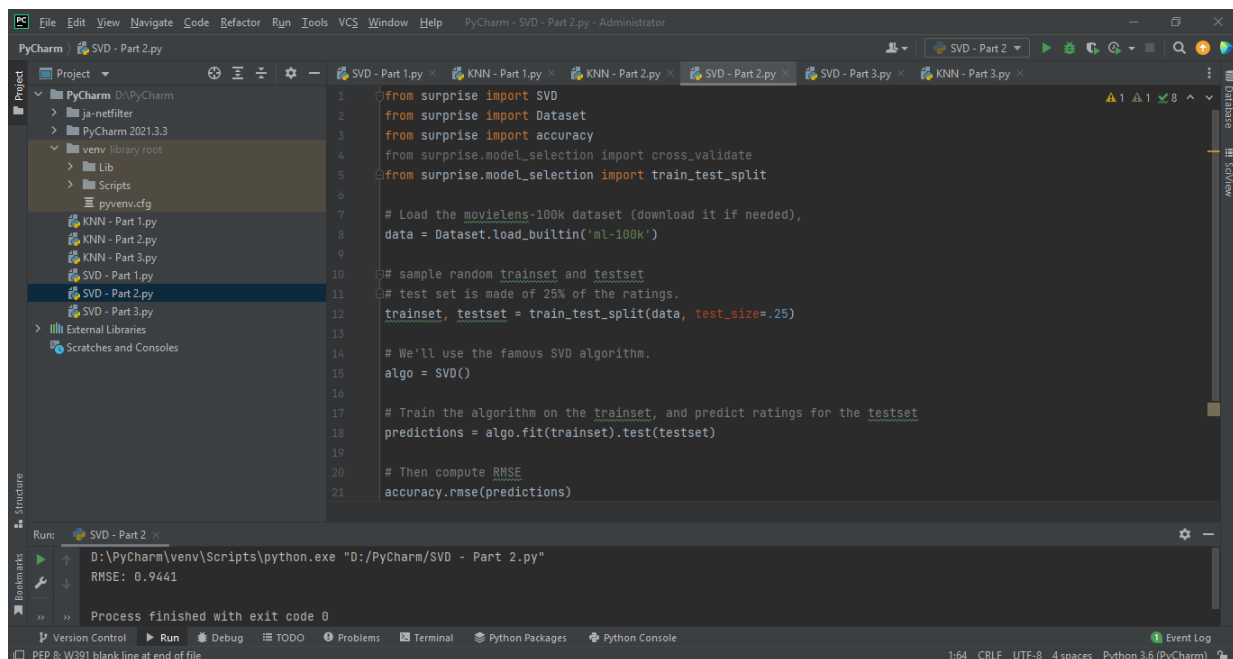 PC File Edit View Navigate Code Refactor Run Tools VCS Window Help PyCharm - SVD - Part 2.py - Administrator
PyCharm SVD - Part 2.py SVD - Part 2
Project
Project
SVD - Part 1.py KNN - Part 1.py KNN - Part 2.py SVD - Part 2.py SVD - Part 3.py KNN - Part 3.py
PyCharm D:\PyCharm
ja-netfilter
PyCharm 2021.3.3
venv library root
Lib
Scripts
pyvenv.cfg
KNN - Part 1.py
KNN - Part 2.py
KNN - Part 3.py
SVD - Part 1.py
SVD - Part 2.py
SVD - Part 3.py
External Libraries
Scratches and Consoles
1 from surprise import SVD
2 from surprise import Dataset
3 from surprise import accuracy
4 from surprise.model_selection import cross_validate
5 from surprise.model_selection import train_test_split
6
7 # Load the movielens-100k dataset (download it if needed),
8 data = Dataset.load_builtin('ml-100k')
9
10 # sample random trainset and testset
11 # test set is made of 25% of the ratings.
12 trainset, testset = train_test_split(data, test_size=.25)
13
14 # We'll use the famous SVD algorithm.
15 algo = SVD()
16
17 # Train the algorithm on the trainset, and predict ratings for the testset
18 predictions = algo.fit(trainset).test(testset)
19
20 # Then compute RMSE
21 accuracy.rmse(predictions)
1 1 8
Database
SciView
Structure
Bookmarks
Run: SVD - Part 2
D:\PyCharm\venv\Scripts\python.exe "D:/PyCharm/SVD - Part 2.py"
RMSE: 0.9441
Process finished with exit code 0
Version Control Run Debug TODO Problems Terminal Python Packages Python Console 1 Event Log
PEP 8: W391 blank line at end of file 1:64 CRLF UTF-8 4 spaces Python 3.6 (PyCharm)